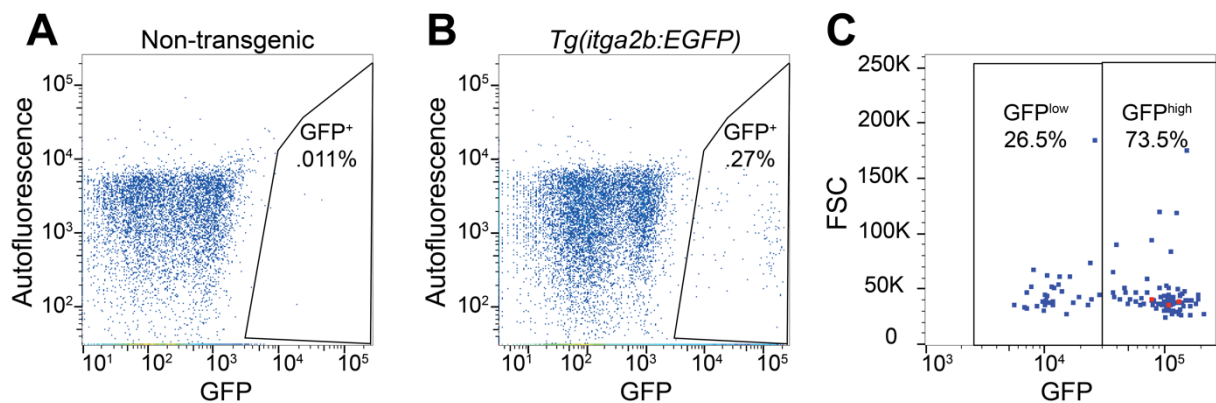 A
Non-transgenic
Autofluorescence
10⁵
10⁴
10³
10²
GFP⁺
.011%
10¹ 10² 10³ 10⁴ 10⁵
GFP
B
Tg(itga2b:EGFP)
Autofluorescence
10⁵
10⁴
10³
10²
GFP⁺
.27%
10¹ 10² 10³ 10⁴ 10⁵
GFP
C
FSC
250K
200K
150K
100K
50K
0
GFPˡᵒʷ
26.5%
GFPʰⁱᵍʰ
73.5%
10³ 10⁴ 10⁵
GFP